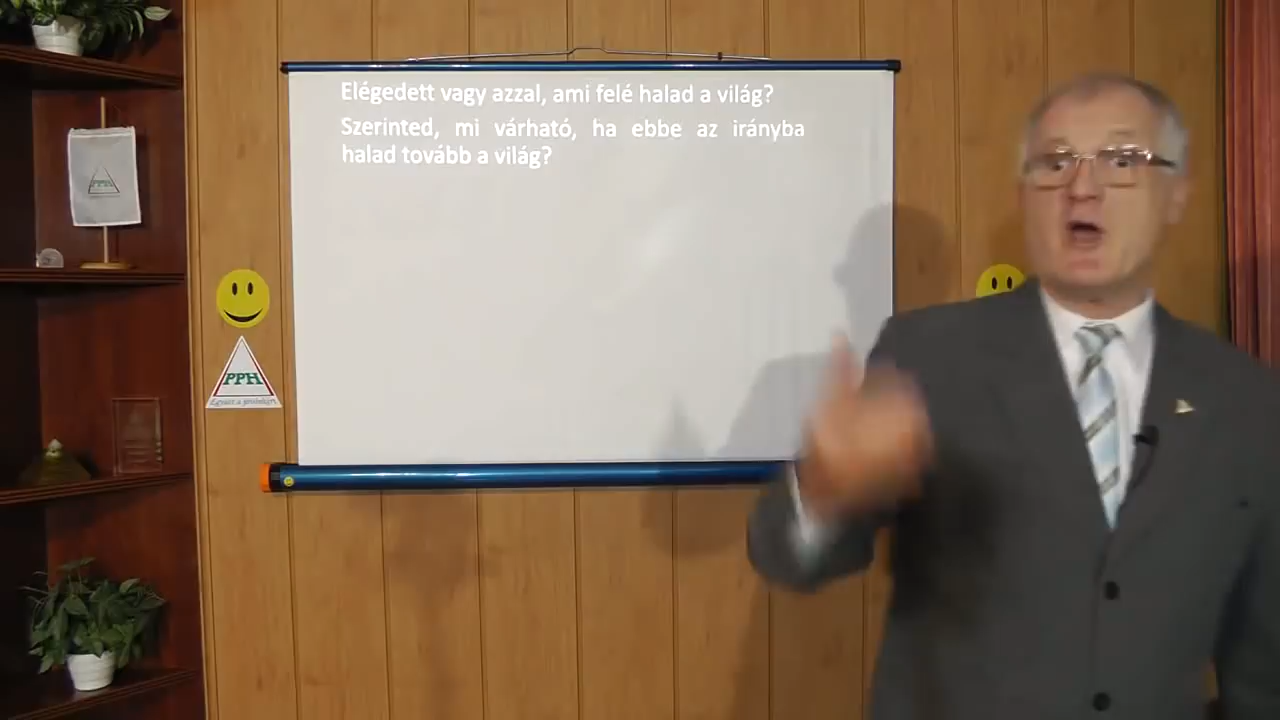 Elégedett vagy azzal, ami felé halad a világ?
Szerinted, mi várható, ha ebbe az irányba
halad tovább a világ?
PPH
PPH